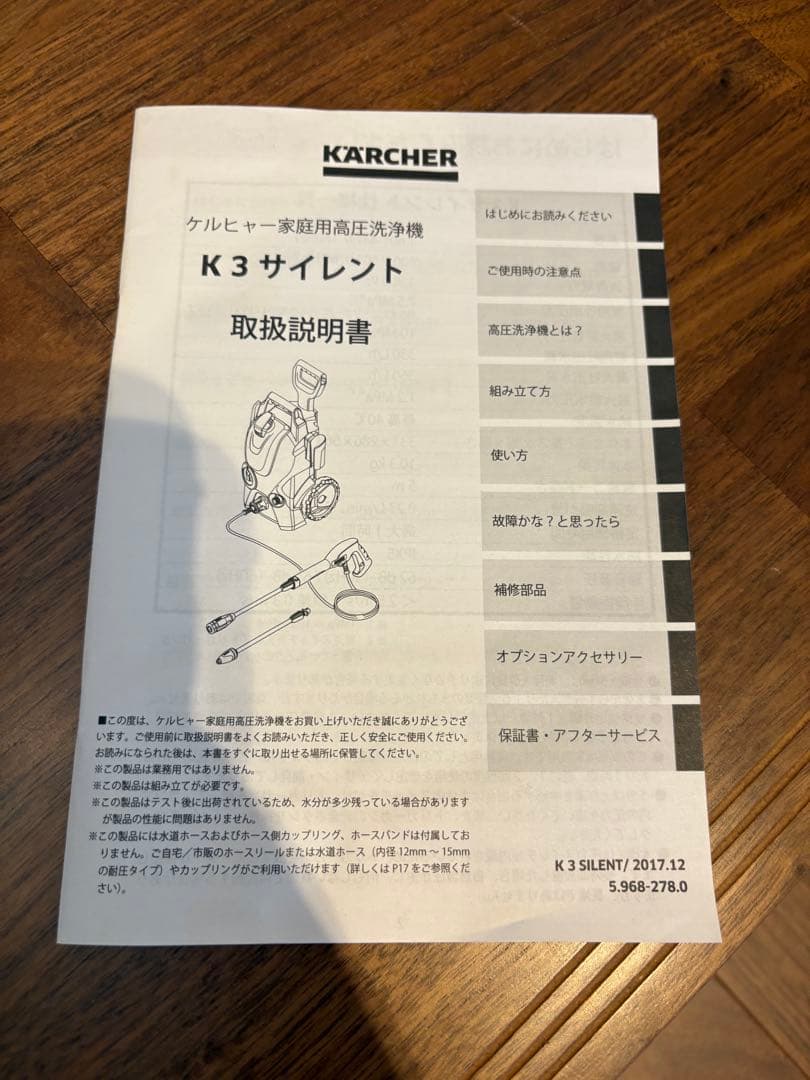 KÄRCHER
ケルヒャー家庭用高圧洗浄機
K 3 サイレント
取扱説明書
はじめにお読みください
ご使用時の注意点
高圧洗浄機とは？
組み立て方
使い方
故障かな？と思ったら
補修部品
オプションアクセサリー
保証書・アフターサービス
■この度は、ケルヒャー家庭用高圧洗浄機をお買い上げいただき誠にありがとうござ
います。ご使用前に取扱説明書をよくお読みいただき、正しく安全にご使用ください。
お読みになられた後は、本書をすぐに取り出せる場所に保管してください。
※この製品は業務用ではありません。
※この製品は組み立てが必要です。
※この製品はテスト後に出荷されているため、水分が多少残っている場合があります
が製品の性能に問題はありません。
※この製品には水道ホースおよびホース側カップリング、ホースバンドは付属してお
りません。ご自宅／市販のホースリールまたは水道ホース（内径12mm～15mm
の耐圧タイプ）やカップリングがご利用いただけます（詳しくは P17 をご参照くだ
さい）。
K 3 SILENT/ 2017.12
5.968-278.0